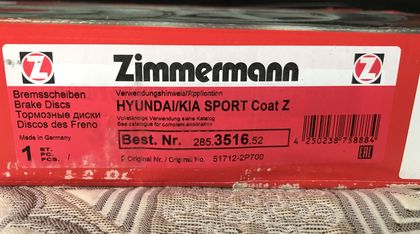 Z
Zimmermann
Z
Bremsscheiben
Brake Discs
Тормозные диски
Discos des Freno
Made in Germany
1 ST. PC. PCS.
Verwendungshinweis/Application
HYUNDAI/KIA SPORT Coat Z
Vollständige Verwendung siehe Katalog
See catalogue for complete application
Best. Nr. 285.3516.52
Original Nr. / Original No. 51712-2P700
4 250238 758884
EAC